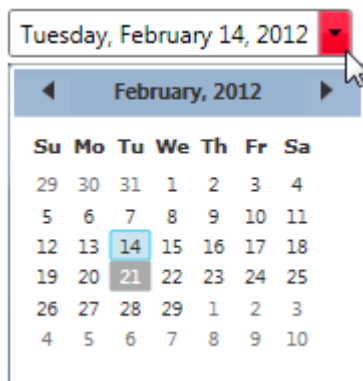 Tuesday, February 14, 2012
February, 2012
Su Mo Tu We Th Fr Sa
29 30 31 1 2 3 4
5 6 7 8 9 10 11
12 13 14 15 16 17 18
19 20 21 22 23 24 25
26 27 28 29 1 2 3
4 5 6 7 8 9 10